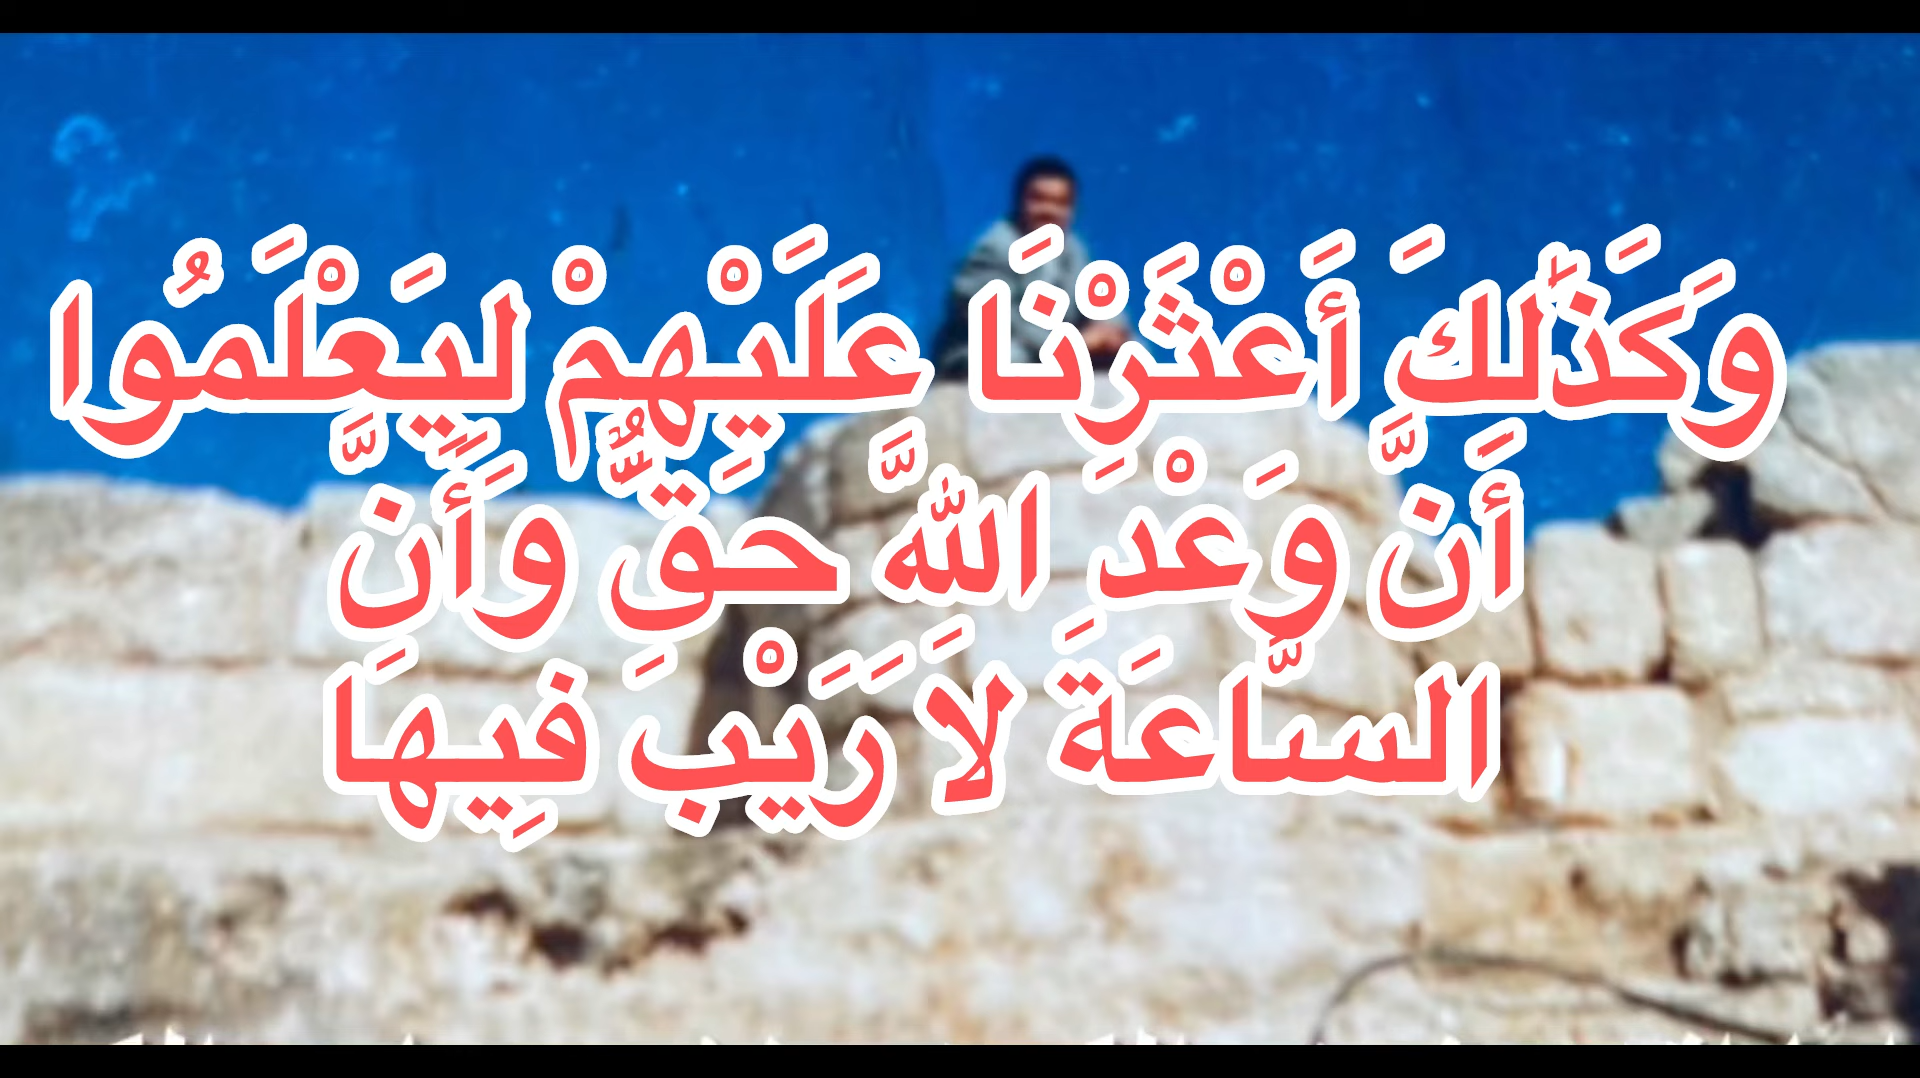 وَكَذَٰلِكَ أَعْثَرْنَا عَلَيْهِمْ لِيَعْلَمُوا
أَنَّ وَعْدَ اللَّهِ حَقٌّ وَأَنَّ
السَّاعَةَ لَا رَيْبَ فِيهَا